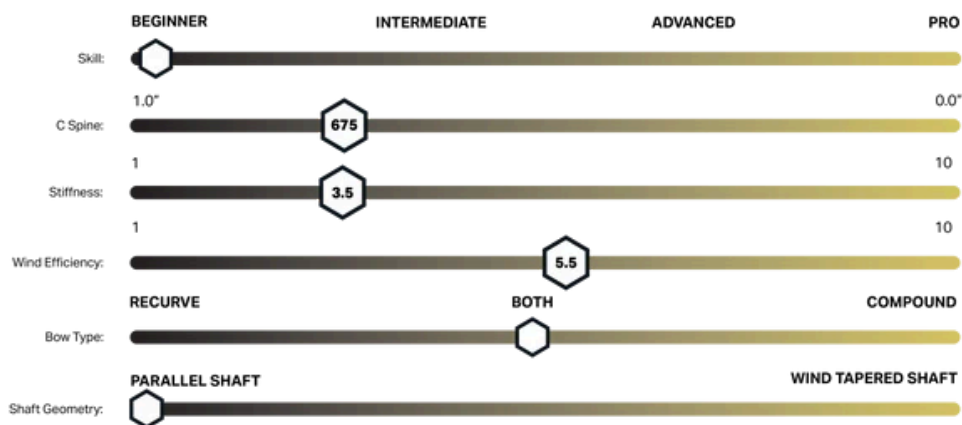 BEGINNER INTERMEDIATE ADVANCED PRO
Skill:
1.0" 0.0"
C Spine: 675
1 10
Stiffness: 3.5
1 10
Wind Efficiency: 5.5
RECURVE BOTH COMPOUND
Bow Type:
PARALLEL SHAFT WIND TAPERED SHAFT
Shaft Geometry: